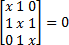 [x 1 0
1 x 1
0 1 x] = 0